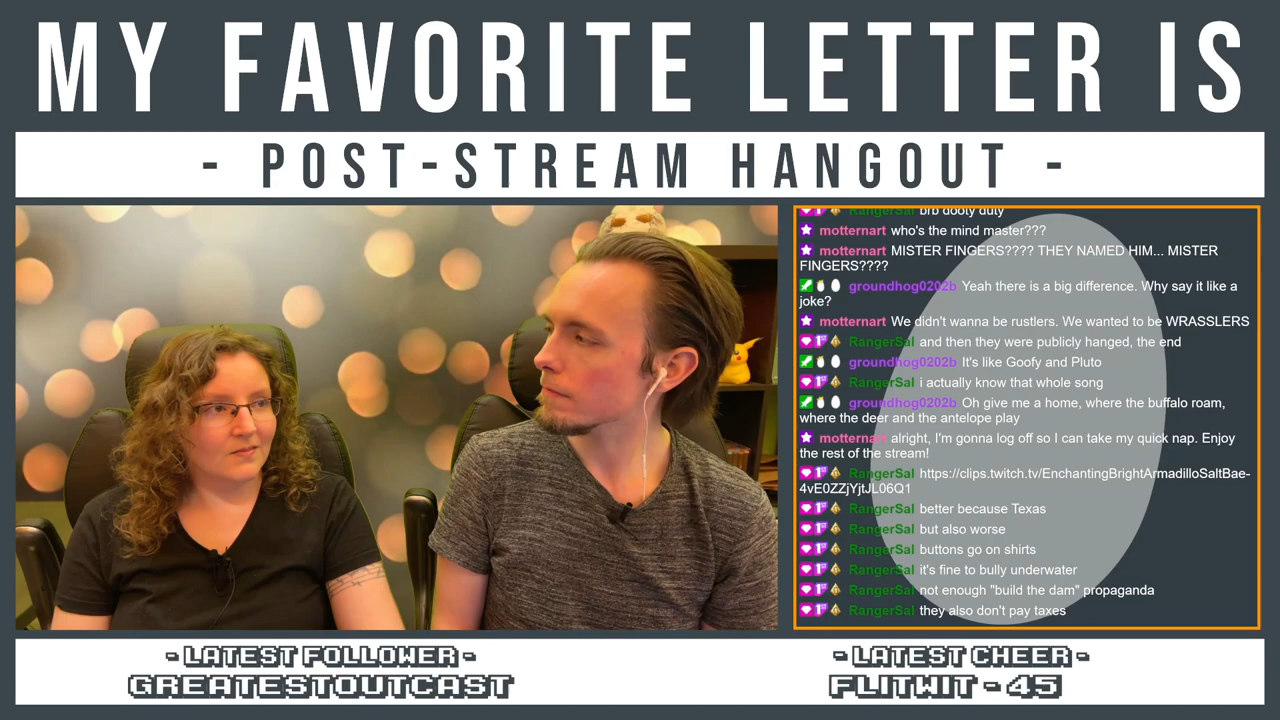 MY FAVORITE LETTER IS
- POST-STREAM HANGOUT -
RangerSal brb dooty duty
motternart who's the mind master???
motternart MISTER FINGERS???? THEY NAMED HIM... MISTER
FINGERS????
groundhog0202b Yeah there is a big difference. Why say it like a
joke?
motternart We didn't wanna be rustlers. We wanted to be WRASSLERS
RangerSal and then they were publicly hanged, the end
groundhog0202b It's like Goofy and Pluto
RangerSal i actually know that whole song
groundhog0202b Oh give me a home, where the buffalo roam,
where the deer and the antelope play
motternart alright, I'm gonna log off so I can take my quick nap. Enjoy
the rest of the stream!
RangerSal https://clips.twitch.tv/EnchantingBrightArmadilloSaltBae-
4vE0ZZjYjtJL06Q1
RangerSal better because Texas
RangerSal but also worse
RangerSal buttons go on shirts
RangerSal it's fine to bully underwater
RangerSal not enough "build the dam" propaganda
RangerSal they also don't pay taxes
- LATEST FOLLOWER -
GREATESTOUTCAST
- LATEST CHEER -
FLITWIT - 45